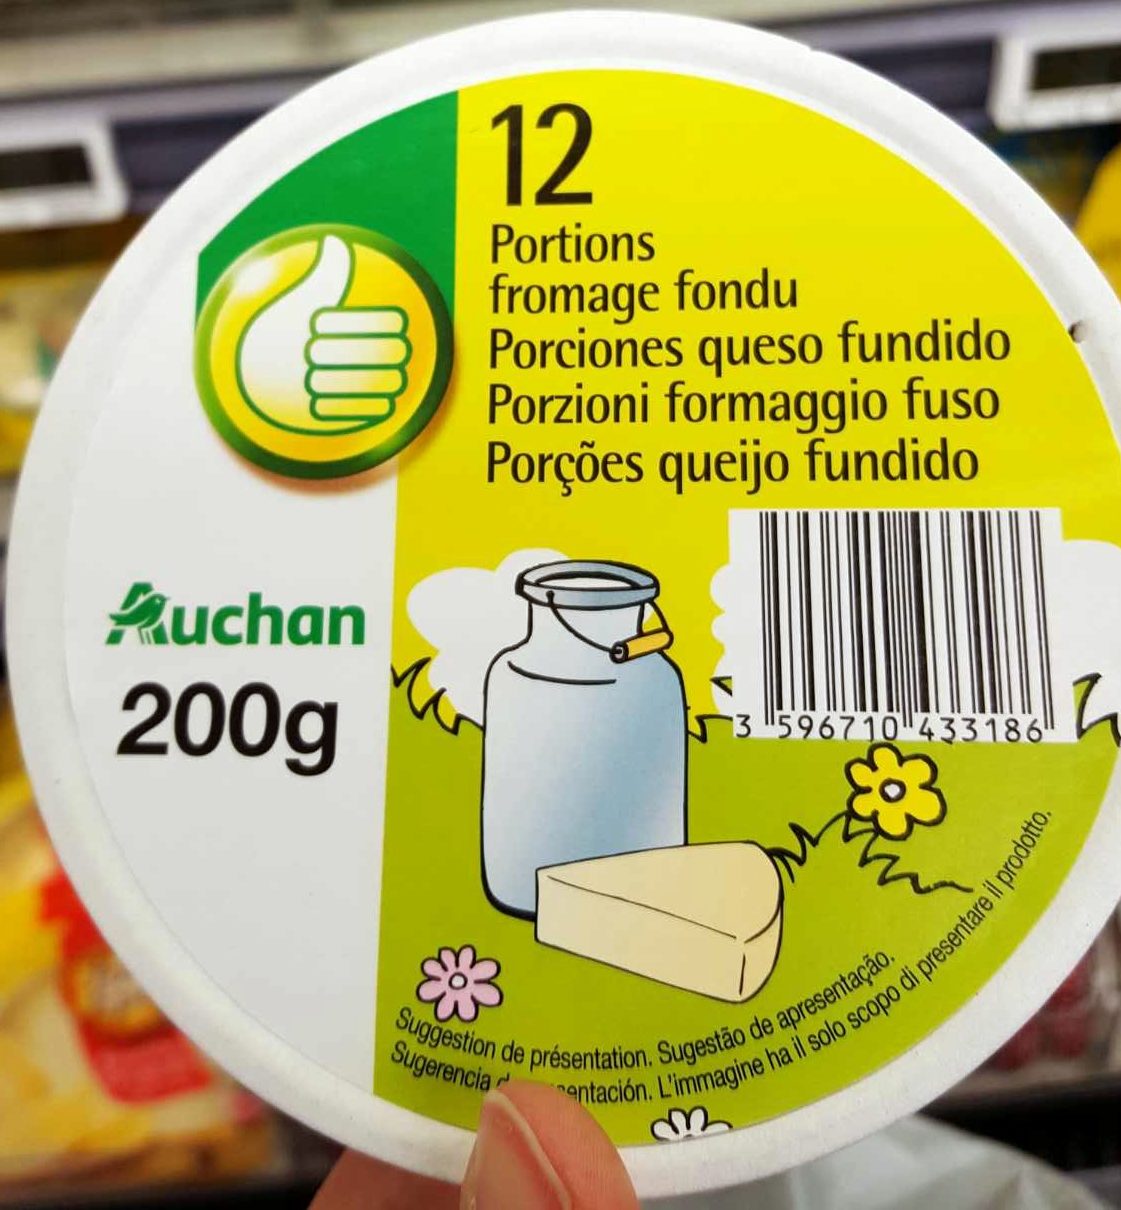 12
Portions
fromage fondu
Porciones queso fundido
Porzioni formaggio fuso
Porções queijo fundido
Auchan
200g
3 596710 433186
Suggestion de présentation. Sugestão de apresentação.
Sugerencia L'immagine ha il solo scopo di presentare il prodotto.